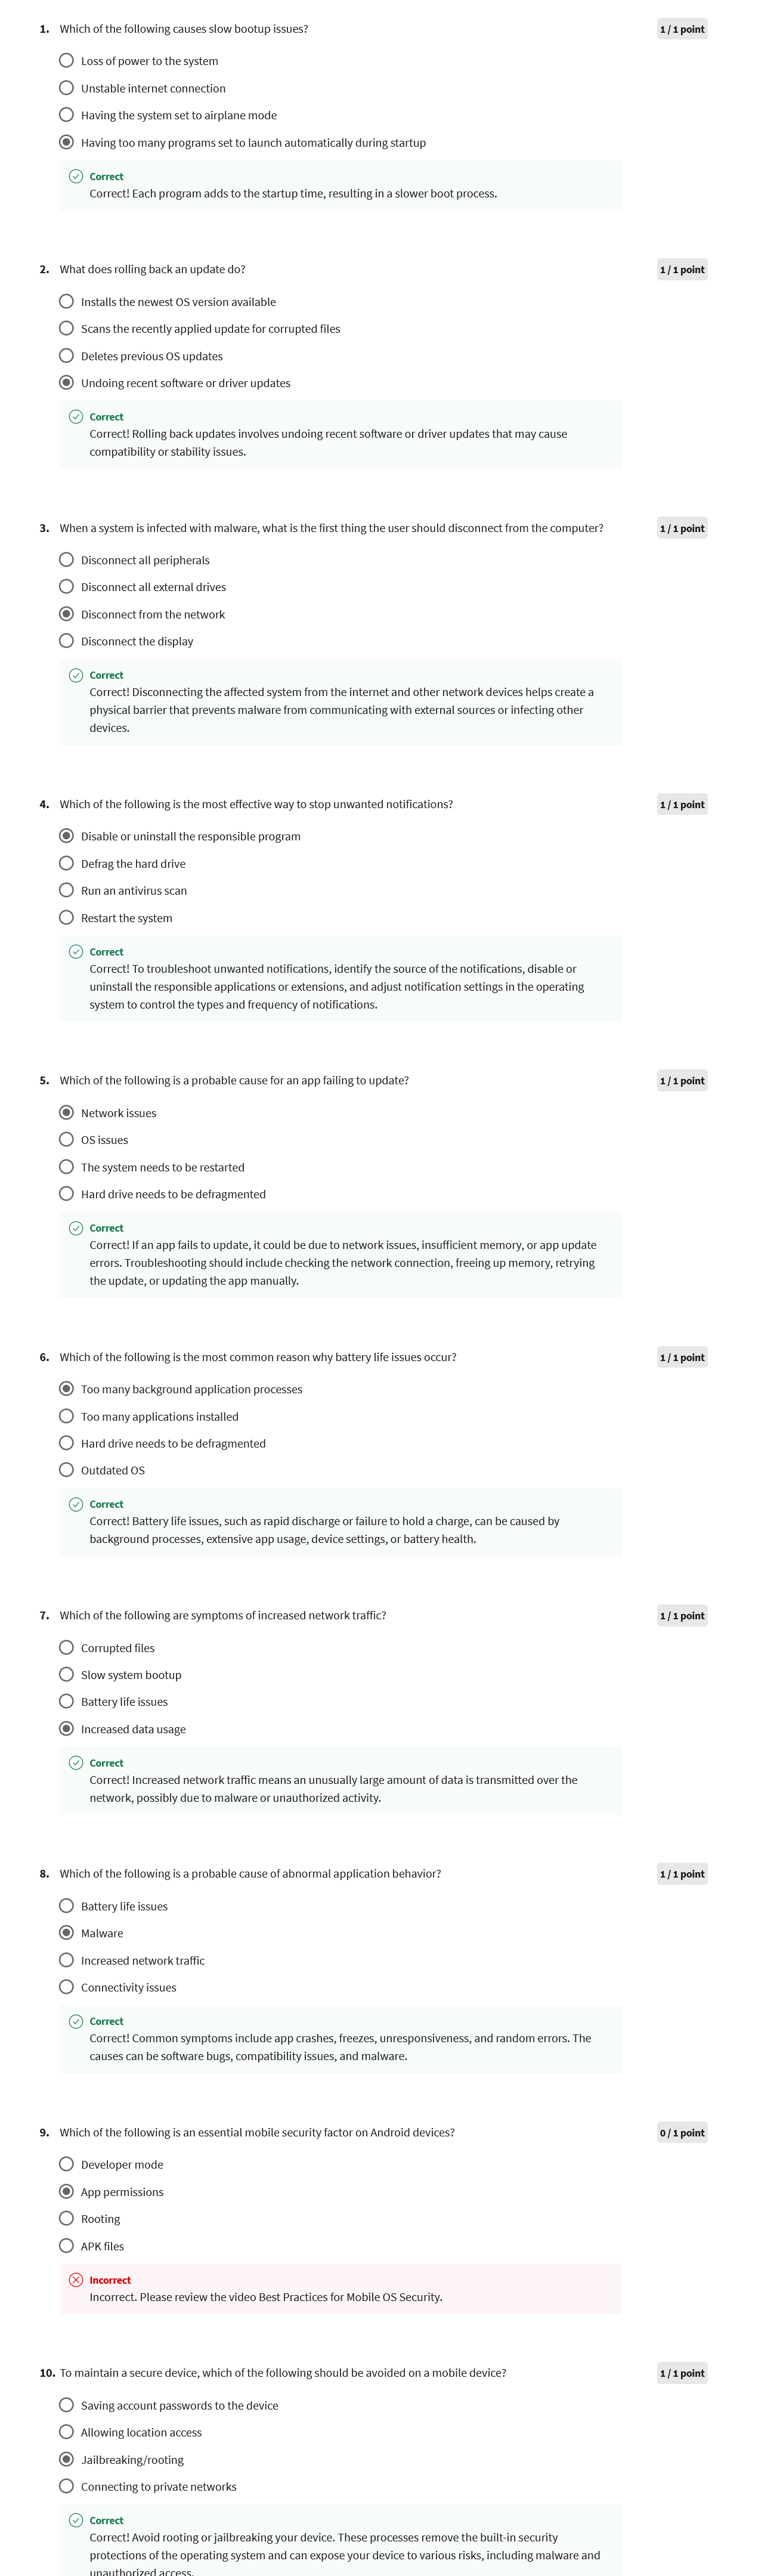 1. Which of the following causes slow bootup issues? 1 / 1 point
Loss of power to the system
Unstable internet connection
Having the system set to airplane mode
Having too many programs set to launch automatically during startup
Correct
Correct! Each program adds to the startup time, resulting in a slower boot process.
2. What does rolling back an update do? 1 / 1 point
Installs the newest OS version available
Scans the recently applied update for corrupted files
Deletes previous OS updates
Undoing recent software or driver updates
Correct
Correct! Rolling back updates involves undoing recent software or driver updates that may cause
compatibility or stability issues.
3. When a system is infected with malware, what is the first thing the user should disconnect from the computer? 1 / 1 point
Disconnect all peripherals
Disconnect all external drives
Disconnect from the network
Disconnect the display
Correct
Correct! Disconnecting the affected system from the internet and other network devices helps create a
physical barrier that prevents malware from communicating with external sources or infecting other
devices.
4. Which of the following is the most effective way to stop unwanted notifications? 1 / 1 point
Disable or uninstall the responsible program
Defrag the hard drive
Run an antivirus scan
Restart the system
Correct
Correct! To troubleshoot unwanted notifications, identify the source of the notifications, disable or
uninstall the responsible applications or extensions, and adjust notification settings in the operating
system to control the types and frequency of notifications.
5. Which of the following is a probable cause for an app failing to update? 1 / 1 point
Network issues
OS issues
The system needs to be restarted
Hard drive needs to be defragmented
Correct
Correct! If an app fails to update, it could be due to network issues, insufficient memory, or app update
errors. Troubleshooting should include checking the network connection, freeing up memory, retrying
the update, or updating the app manually.
6. Which of the following is the most common reason why battery life issues occur? 1 / 1 point
Too many background application processes
Too many applications installed
Hard drive needs to be defragmented
Outdated OS
Correct
Correct! Battery life issues, such as rapid discharge or failure to hold a charge, can be caused by
background processes, extensive app usage, device settings, or battery health.
7. Which of the following are symptoms of increased network traffic? 1 / 1 point
Corrupted files
Slow system bootup
Battery life issues
Increased data usage
Correct
Correct! Increased network traffic means an unusually large amount of data is transmitted over the
network, possibly due to malware or unauthorized activity.
8. Which of the following is a probable cause of abnormal application behavior? 1 / 1 point
Battery life issues
Malware
Increased network traffic
Connectivity issues
Correct
Correct! Common symptoms include app crashes, freezes, unresponsiveness, and random errors. The
causes can be software bugs, compatibility issues, and malware.
9. Which of the following is an essential mobile security factor on Android devices? 0 / 1 point
Developer mode
App permissions
Rooting
APK files
Incorrect
Incorrect. Please review the video Best Practices for Mobile OS Security.
10. To maintain a secure device, which of the following should be avoided on a mobile device? 1 / 1 point
Saving account passwords to the device
Allowing location access
Jailbreaking/rooting
Connecting to private networks
Correct
Correct! Avoid rooting or jailbreaking your device. These processes remove the built-in security
protections of the operating system and can expose your device to various risks, including malware and
unauthorized access.